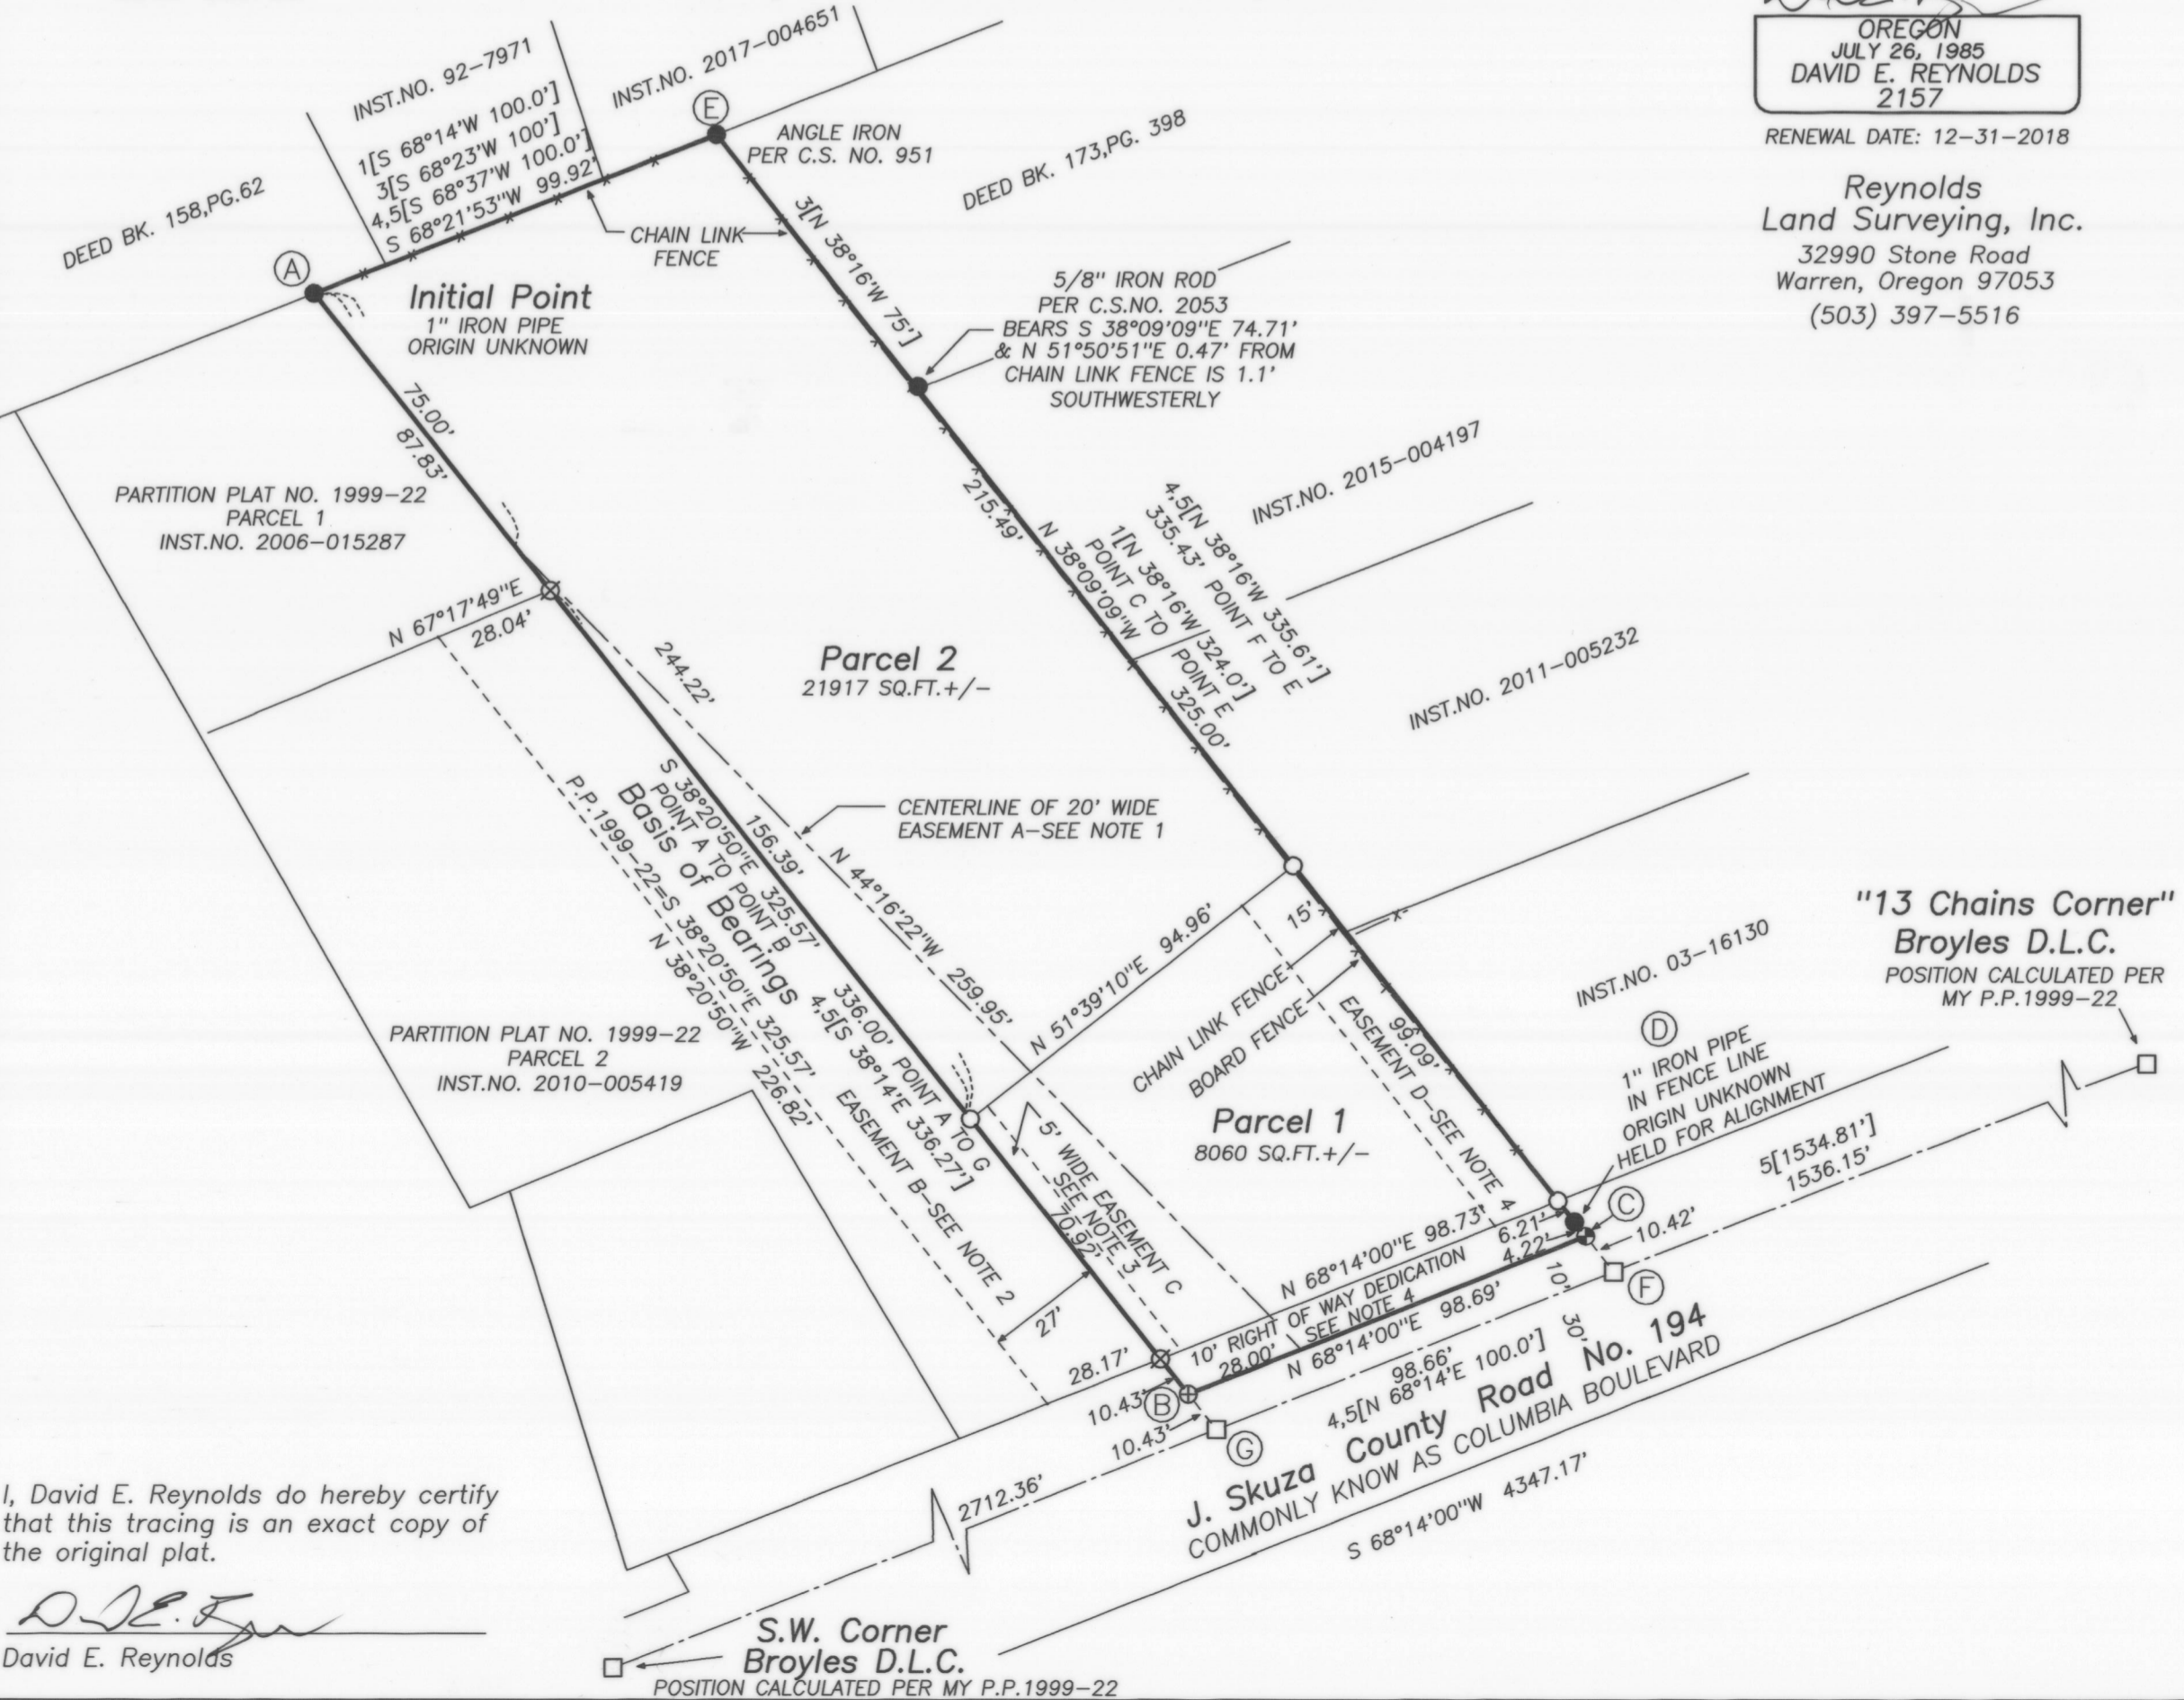 OREGON
JULY 26, 1985
DAVID E. REYNOLDS
2157
RENEWAL DATE: 12-31-2018
Reynolds
Land Surveying, Inc.
32990 Stone Road
Warren, Oregon 97053
(503) 397-5516
INST.NO. 92-7971
INST.NO. 2017-004651
DEED BK. 158,PG.62
1[S 68°14'W 100.0']
3[S 68°23'W 100']
4,5[S 68°37'W 100.0']
S 68°21'53"W 99.92'
E
ANGLE IRON
PER C.S. NO. 951
DEED BK. 173,PG. 398
CHAIN LINK
FENCE
3[N 38°16'W 75']
A
Initial Point
1" IRON PIPE
ORIGIN UNKNOWN
5/8" IRON ROD
PER C.S.NO. 2053
BEARS S 38°09'09"E 74.71'
& N 51°50'51"E 0.47' FROM
CHAIN LINK FENCE IS 1.1'
SOUTHWESTERLY
75.00'
87.83'
PARTITION PLAT NO. 1999-22
PARCEL 1
INST.NO. 2006-015287
N 67°17'49"E
28.04'
215.49'
N 38°09'09"W
325.00'
1[N 38°16'W 324.0']
POINT C TO
POINT E
4,5[N 38°16'W 335.61']
335.43' POINT F TO E
INST.NO. 2015-004197
INST.NO. 2011-005232
Parcel 2
21917 SQ.FT.+/-
244.22'
CENTERLINE OF 20' WIDE
EASEMENT A-SEE NOTE 1
N 44°16'22"W 259.95'
156.39'
S 38°20'50"E 325.57'
POINT A TO POINT B
Basis of Bearings
P.P.1999-22=S 38°20'50"E 325.57'
N 38°20'50"W 226.82'
336.00' POINT A TO G
4,5[S 38°14'E 336.27']
EASEMENT B-SEE NOTE 2
PARTITION PLAT NO. 1999-22
PARCEL 2
INST.NO. 2010-005419
N 51°39'10"E 94.96'
15'
CHAIN LINK FENCE
BOARD FENCE
EASEMENT D-SEE NOTE 4
99.09'
Parcel 1
8060 SQ.FT.+/-
5' WIDE EASEMENT C
SEE NOTE 3
70.92'
27'
INST.NO. 03-16130
D
1" IRON PIPE
IN FENCE LINE
ORIGIN UNKNOWN
HELD FOR ALIGNMENT
"13 Chains Corner"
Broyles D.L.C.
POSITION CALCULATED PER
MY P.P.1999-22
5[1534.81']
1536.15'
C
10.42'
F
N 68°14'00"E 98.73'
6.21'
4.22'
10' RIGHT OF WAY DEDICATION
SEE NOTE 4
28.00'
N 68°14'00"E 98.69'
10'
30'
28.17'
10.43'
B
10.43'
G
98.66'
4,5[N 68°14'E 100.0']
J. Skuza County Road No. 194
COMMONLY KNOW AS COLUMBIA BOULEVARD
S 68°14'00"W 4347.17'
2712.36'
I, David E. Reynolds do hereby certify
that this tracing is an exact copy of
the original plat.
David E. Reynolds
S.W. Corner
Broyles D.L.C.
POSITION CALCULATED PER MY P.P.1999-22